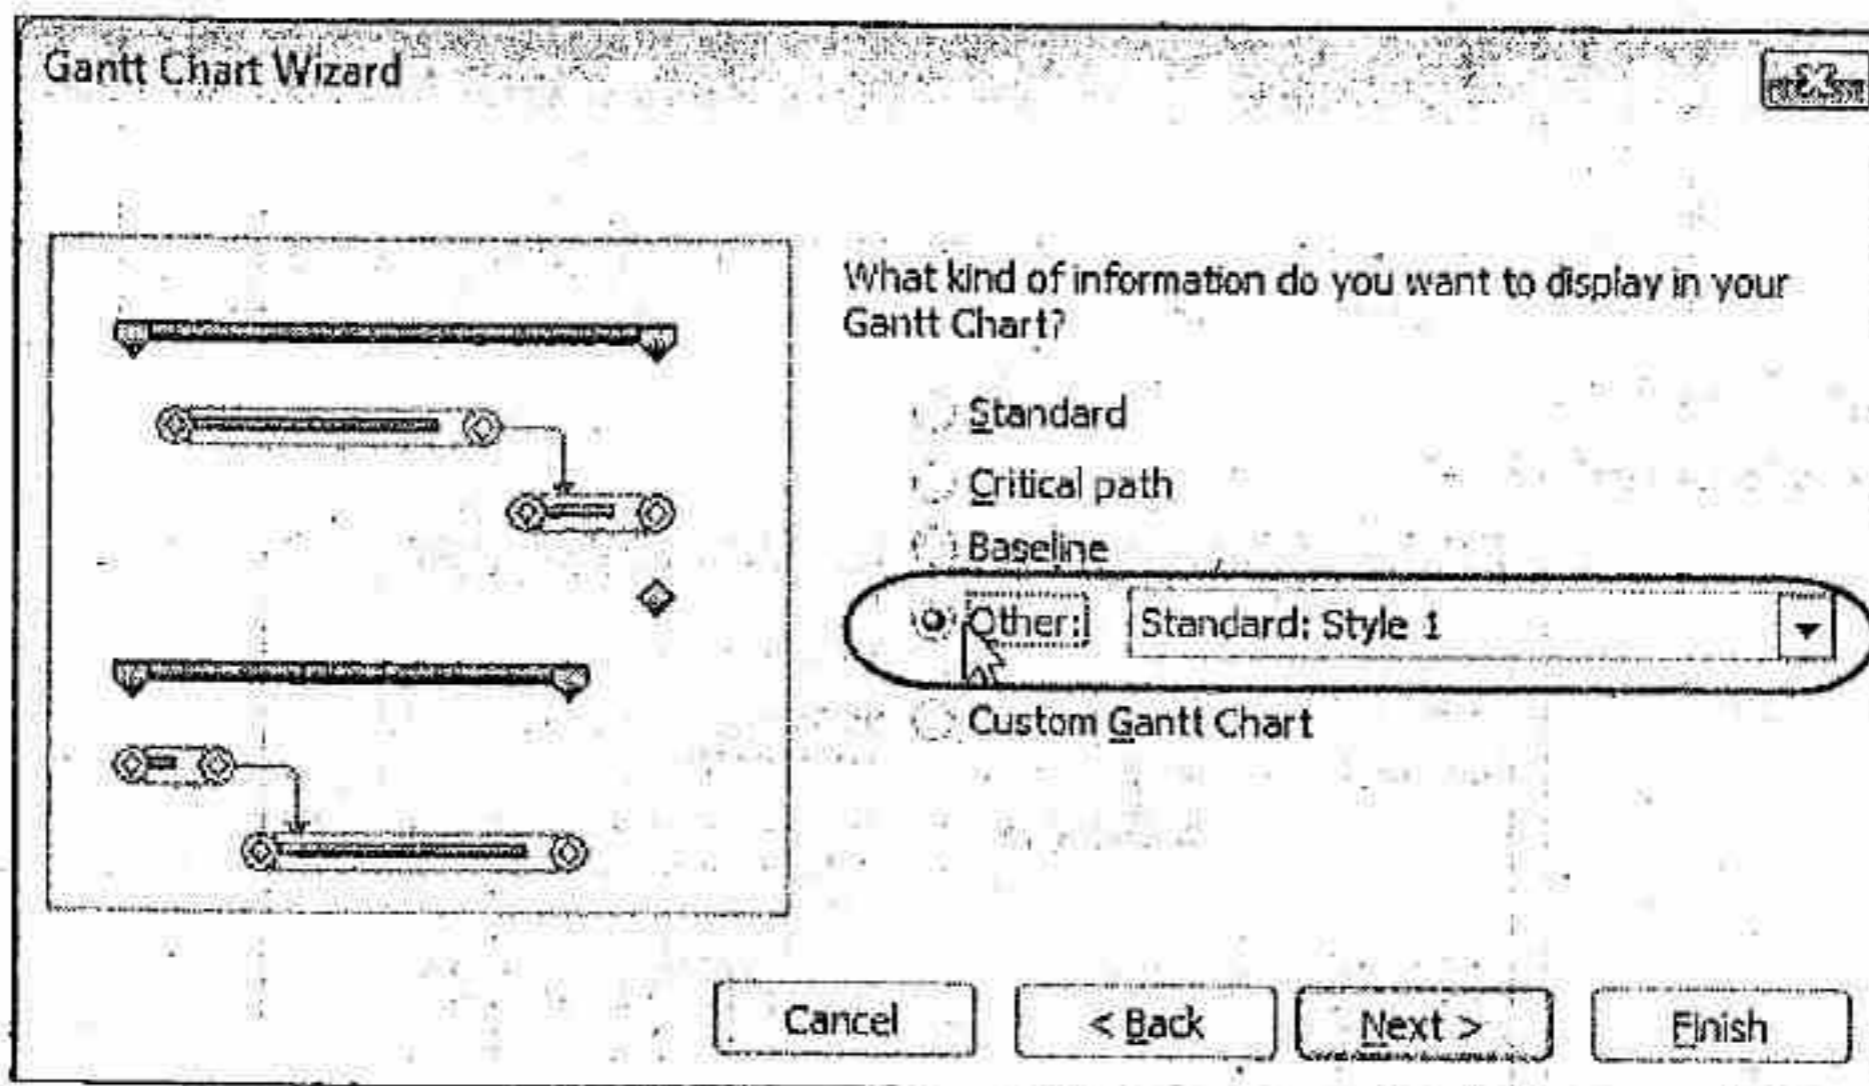 Gantt Chart Wizard
What kind of information do you want to display in your
Gantt Chart?
Standard
Critical path
Baseline
Other:
Standard: Style 1
Custom Gantt Chart
Cancel
< Back
Next >
Finish